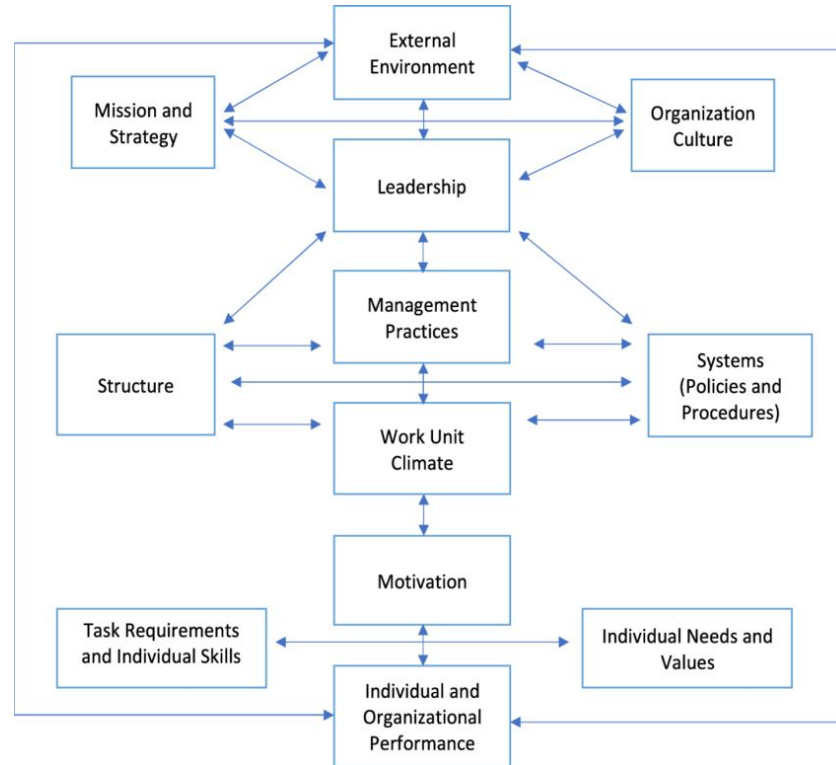 External
Environment
Mission and
Strategy
Organization
Culture
Leadership
Management
Practices
Structure
Systems
(Policies and
Procedures)
Work Unit
Climate
Motivation
Task Requirements
and Individual Skills
Individual Needs and
Values
Individual and
Organizational
Performance